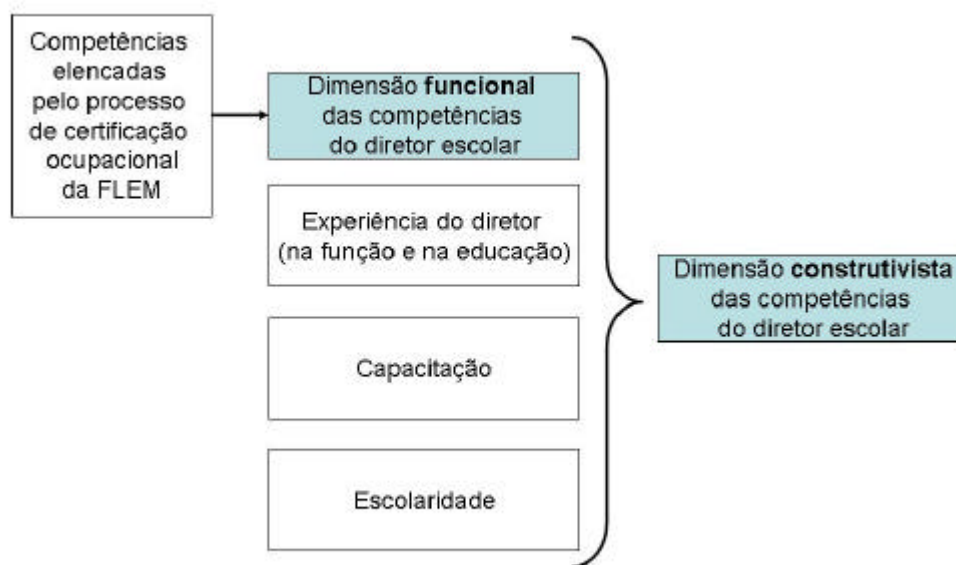 Competências
elencadas
pelo processo
de certificação
ocupacional
da FLEM
Dimensão funcional
das competências
do diretor escolar
Experiência do diretor
(na função e na educação)
Capacitação
Escolaridade
Dimensão construtivista
das competências
do diretor escolar